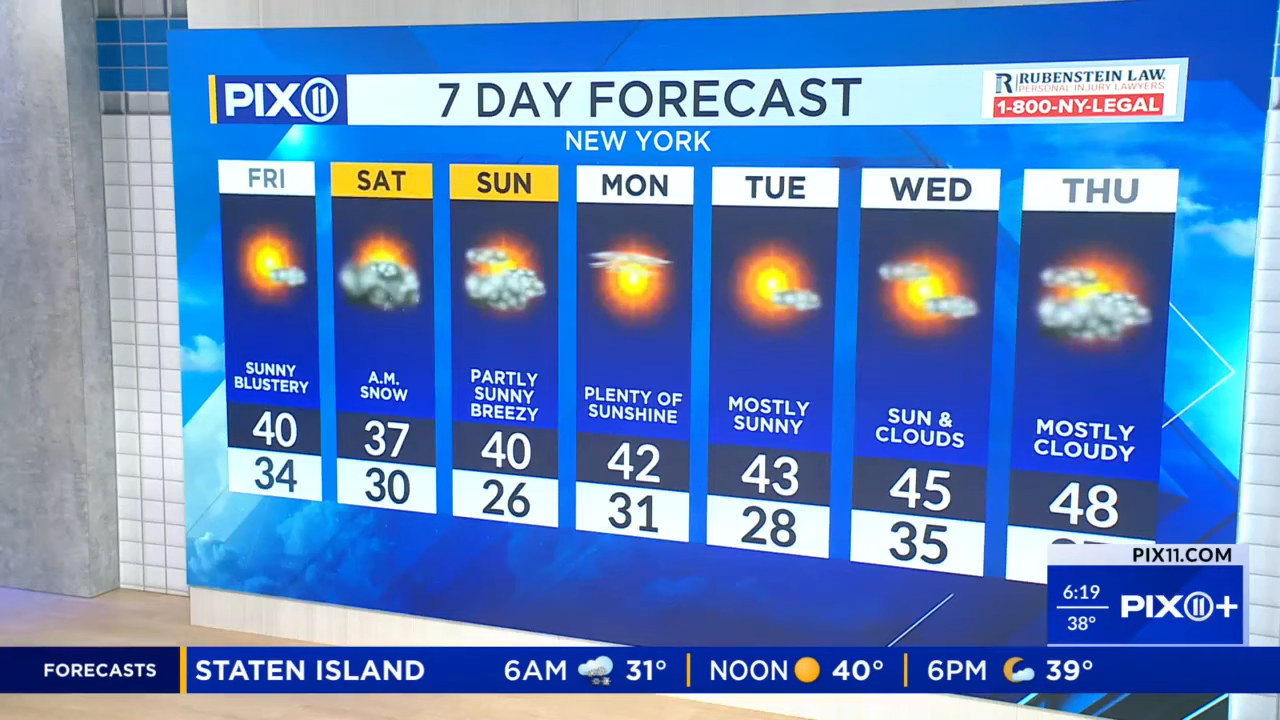 PIX11
7 DAY FORECAST
R RUBENSTEIN LAW.
PERSONAL INJURY LAWYERS
1-800-NY-LEGAL
NEW YORK
FRI
SUNNY
BLUSTERY
40
34
SAT
A.M.
SNOW
37
30
SUN
PARTLY
SUNNY
BREEZY
40
26
MON
PLENTY OF
SUNSHINE
42
31
TUE
MOSTLY
SUNNY
43
28
WED
SUN &
CLOUDS
45
35
THU
MOSTLY
CLOUDY
48
PIX11.COM
6:19
38°
PIX11+
FORECASTS
STATEN ISLAND 6AM 31° NOON 40° 6PM 39°